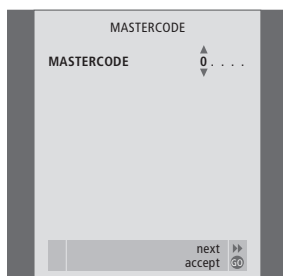 MASTERCODE
MASTERCODE 0 . . . .
next
accept GO